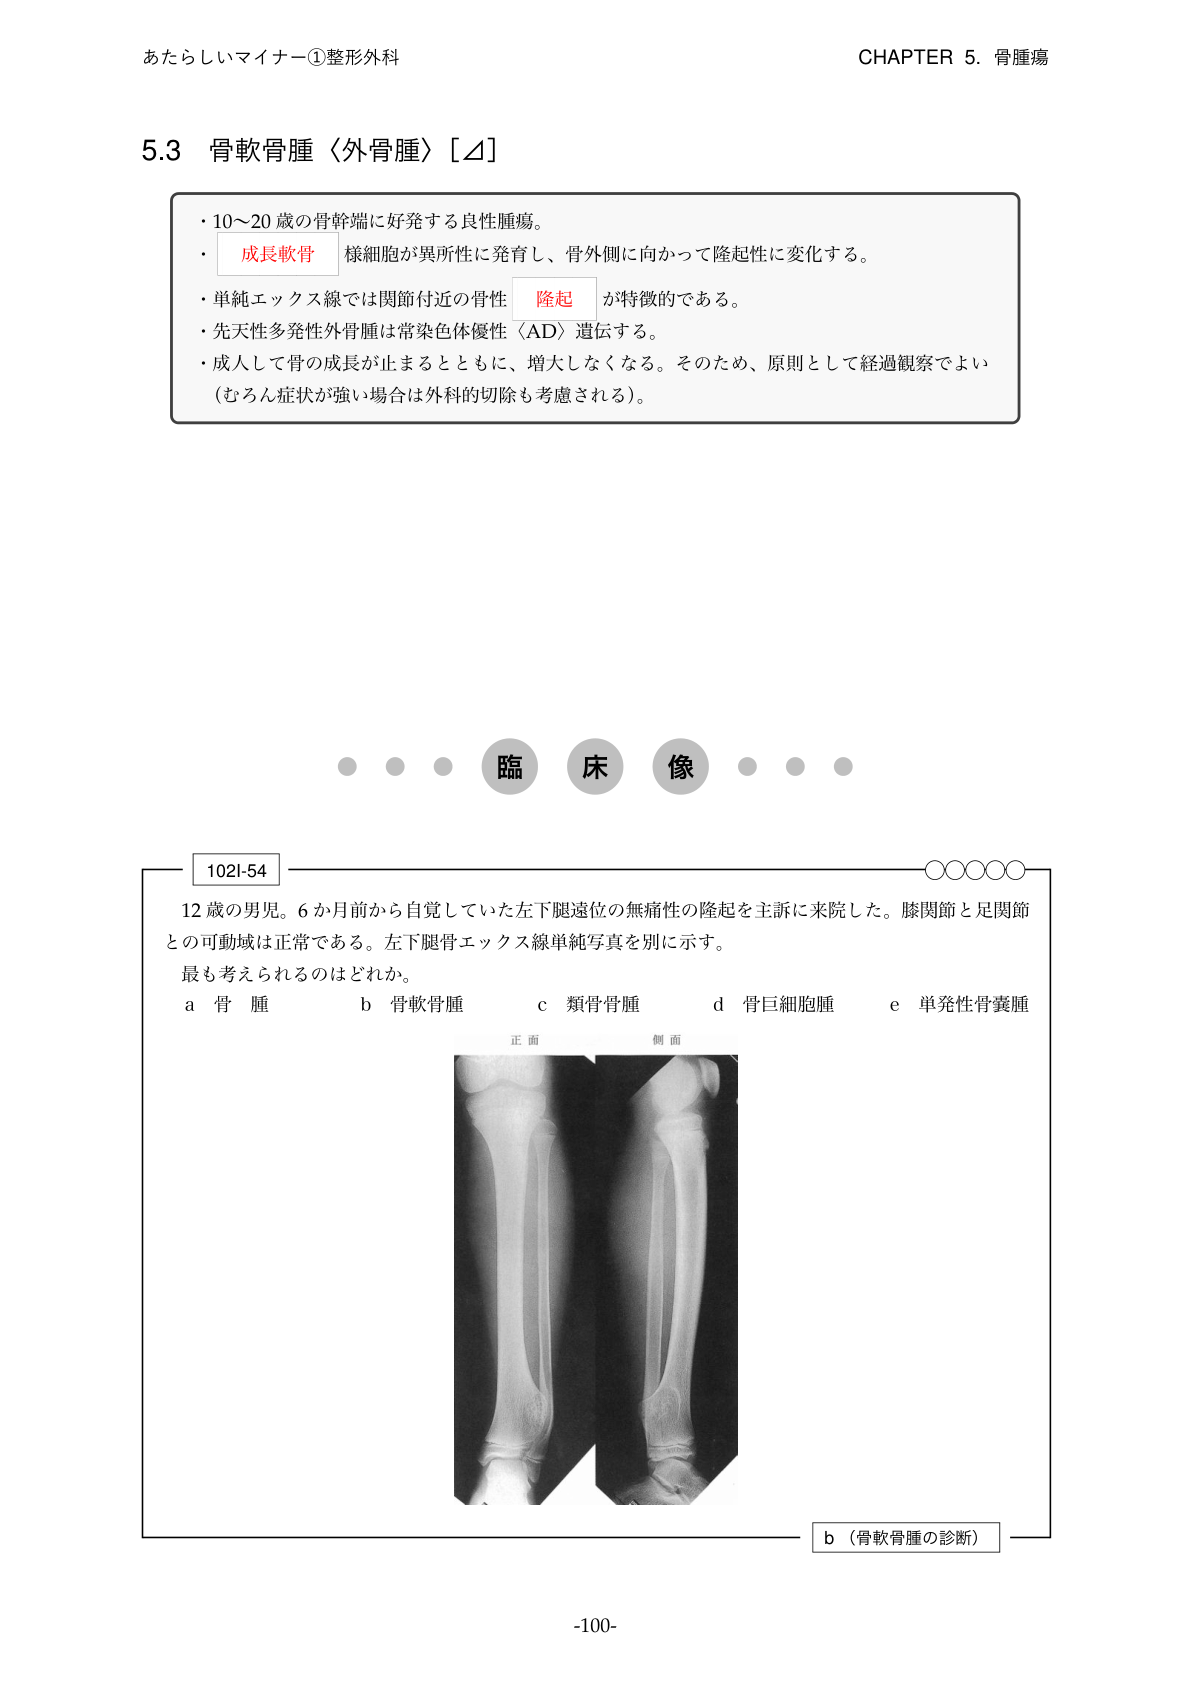 あたらしいマイナー①整形外科
CHAPTER 5. 骨腫瘍
5.3 骨軟骨腫〈外骨腫〉[⊿]
・10〜20 歳の骨幹端に好発する良性腫瘍。
・ 成長軟骨 様細胞が異所性に発育し、骨外側に向かって隆起性に変化する。
・単純エックス線では関節付近の骨性 隆起 が特徴的である。
・先天性多発性外骨腫は常染色体優性〈AD〉遺伝する。
・成人して骨の成長が止まるとともに、増大しなくなる。そのため、原則として経過観察でよい
（むろん症状が強い場合は外科的切除も考慮される）。
臨床像
102I-54
12 歳の男児。6 か月前から自覚していた左下腿遠位の無痛性の隆起を主訴に来院した。膝関節と足関節
との可動域は正常である。左下腿骨エックス線単純写真を別に示す。
最も考えられるのはどれか。
a 骨 腫 b 骨軟骨腫 c 類骨骨腫 d 骨巨細胞腫 e 単発性骨嚢腫
正 面 側 面
b （骨軟骨腫の診断）
-100-